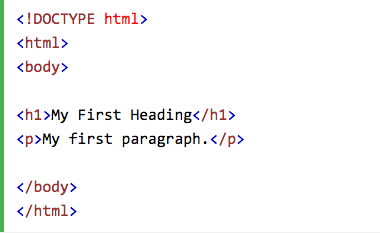 <!DOCTYPE html>
<html>
<body>
<h1>My First Heading</h1>
<p>My first paragraph.</p>
</body>
</html>